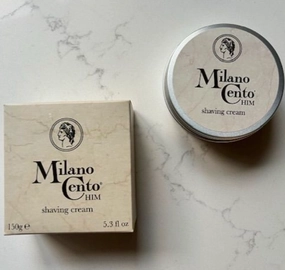 Milano
Cento®
HIM
shaving cream
Milano
Cento®
HIM
shaving cream
150g ℮
5.3 fl oz